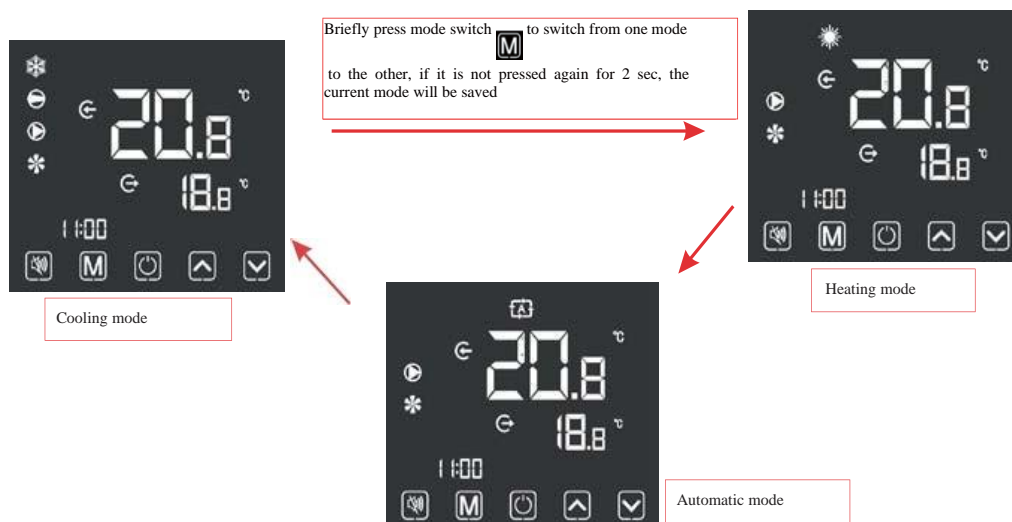 Briefly press mode switch M to switch from one mode
to the other, if it is not pressed again for 2 sec, the
current mode will be saved
20.8 °C
18.8 °C
11:00
M
Cooling mode
20.8 °C
18.8 °C
11:00
M
Heating mode
A
20.8 °C
18.8 °C
11:00
M
Automatic mode